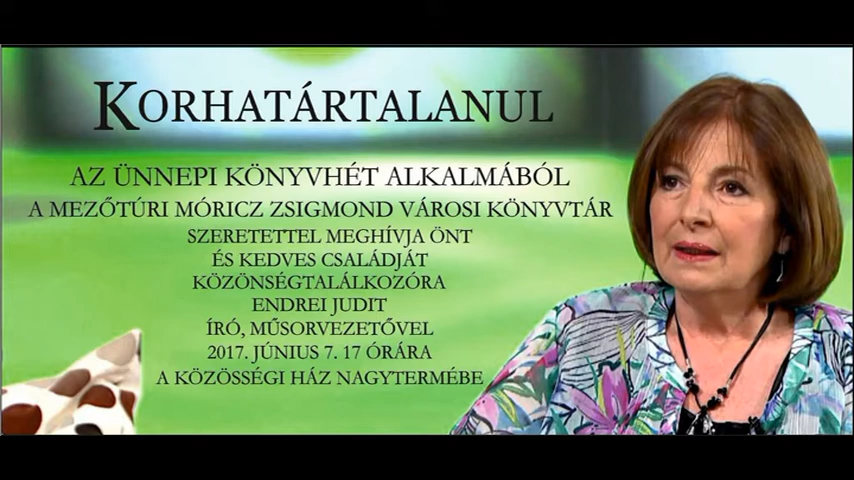 KORHATÁRTALANUL
AZ ÜNNEPI KÖNYVHÉT ALKALMÁBÓL
A MEZŐTÚRI MÓRICZ ZSIGMOND VÁROSI KÖNYVTÁR
SZERETETTEL MEGHÍVJA ÖNT
ÉS KEDVES CSALÁDJÁT
KÖZÖNSÉGTALÁLKOZÓRA
ENDREI JUDIT
ÍRÓ, MŰSORVEZETŐVEL
2017. JÚNIUS 7. 17 ÓRÁRA
A KÖZÖSSÉGI HÁZ NAGYTERMÉBE